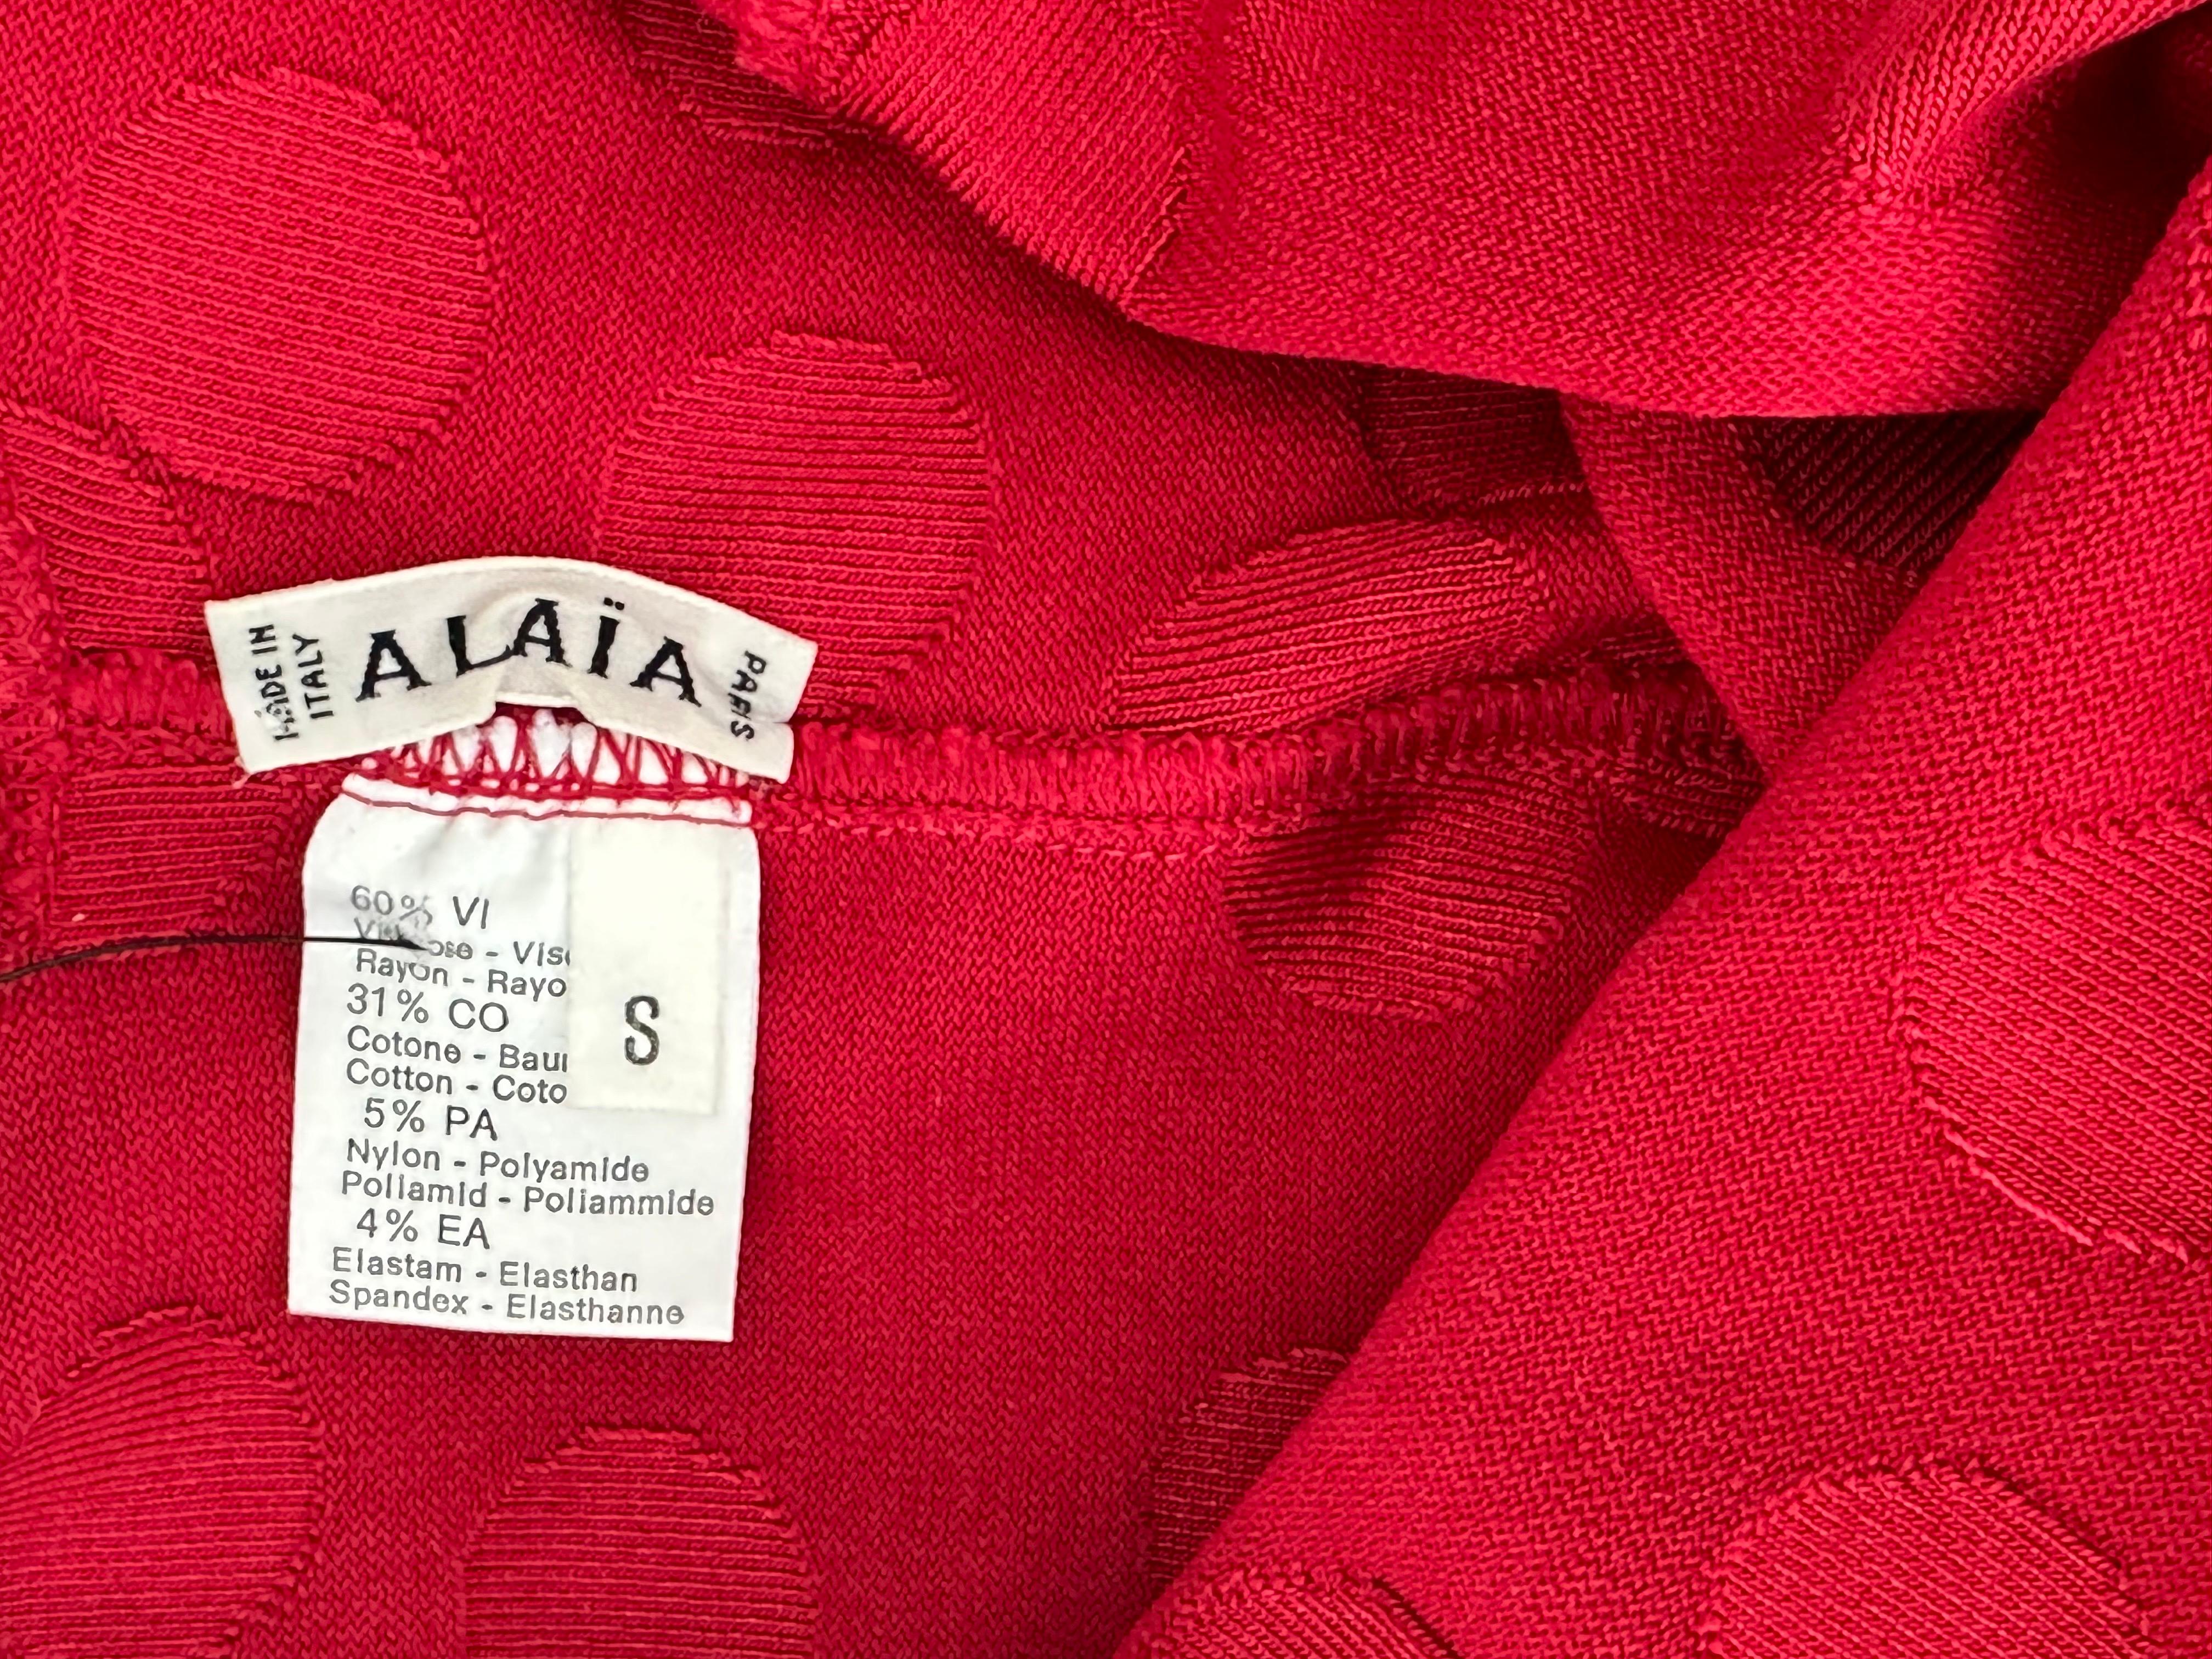 MADE IN
ITALY
ALAÏA
PARIS
60% VI
- Vis
Rayon - Rayo
31% CO
Cotone - Bau
Cotton - Coto
5% PA
Nylon - Polyamide
Poliamid - Poliammide
4% EA
Elastam - Elasthan
Spandex - Elasthanne
S